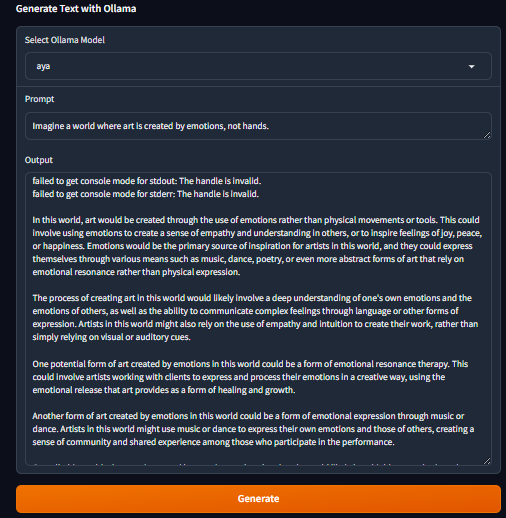 Generate Text with Ollama
Select Ollama Model
aya
Prompt
Imagine a world where art is created by emotions, not hands.
Output
failed to get console mode for stdout: The handle is invalid.
failed to get console mode for stderr: The handle is invalid.
In this world, art would be created through the use of emotions rather than physical movements or tools. This could
involve using emotions to create a sense of empathy and understanding in others, or to inspire feelings of joy, peace,
or happiness. Emotions would be the primary source of inspiration for artists in this world, and they could express
themselves through various means such as music, dance, poetry, or even more abstract forms of art that rely on
emotional resonance rather than physical expression.
The process of creating art in this world would likely involve a deep understanding of one's own emotions and the
emotions of others, as well as the ability to communicate complex feelings through language or other forms of
expression. Artists in this world might also rely on the use of empathy and intuition to create their work, rather than
simply relying on visual or auditory cues.
One potential form of art created by emotions in this world could be a form of emotional resonance therapy. This
could involve artists working with clients to express and process their emotions in a creative way, using the
emotional release that art provides as a form of healing and growth.
Another form of art created by emotions in this world could be a form of emotional expression through music or
dance. Artists in this world might use music or dance to express their own emotions and those of others, creating a
sense of community and shared experience among those who participate in the performance.
Generate